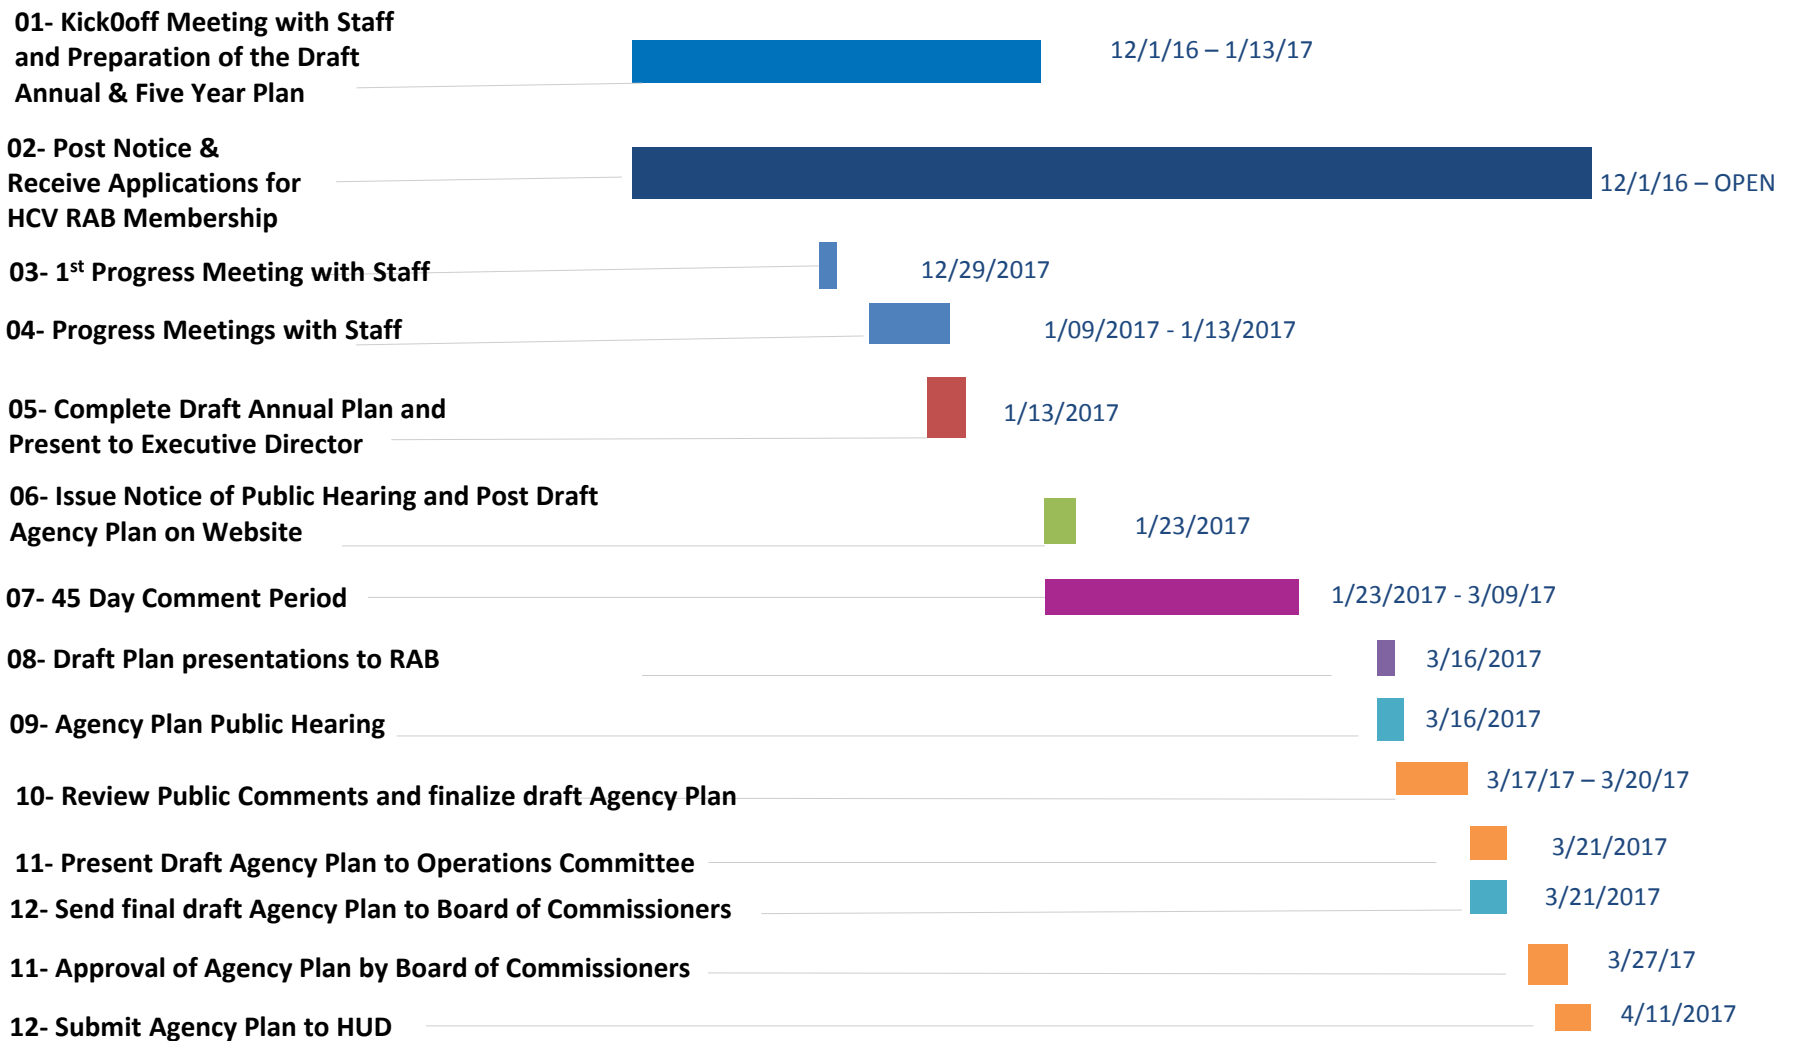 01- Kick0off Meeting with Staff
and Preparation of the Draft
Annual & Five Year Plan
12/1/16 – 1/13/17
02- Post Notice &
Receive Applications for
HCV RAB Membership
12/1/16 – OPEN
03- 1st Progress Meeting with Staff
12/29/2017
04- Progress Meetings with Staff
1/09/2017 - 1/13/2017
05- Complete Draft Annual Plan and
Present to Executive Director
1/13/2017
06- Issue Notice of Public Hearing and Post Draft
Agency Plan on Website
1/23/2017
07- 45 Day Comment Period
1/23/2017 - 3/09/17
08- Draft Plan presentations to RAB
3/16/2017
09- Agency Plan Public Hearing
3/16/2017
10- Review Public Comments and finalize draft Agency Plan
3/17/17 – 3/20/17
11- Present Draft Agency Plan to Operations Committee
3/21/2017
12- Send final draft Agency Plan to Board of Commissioners
3/21/2017
11- Approval of Agency Plan by Board of Commissioners
3/27/17
12- Submit Agency Plan to HUD
4/11/2017